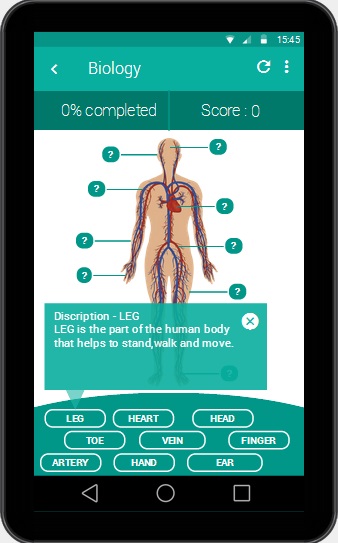 15:45
Biology
0% completed Score : 0
? ?
?
?
? ?
?
?
Discription - LEG
LEG is the part of the human body
that helps to stand,walk and move.
?
LEG HEART HEAD
TOE VEIN FINGER
ARTERY HAND EAR